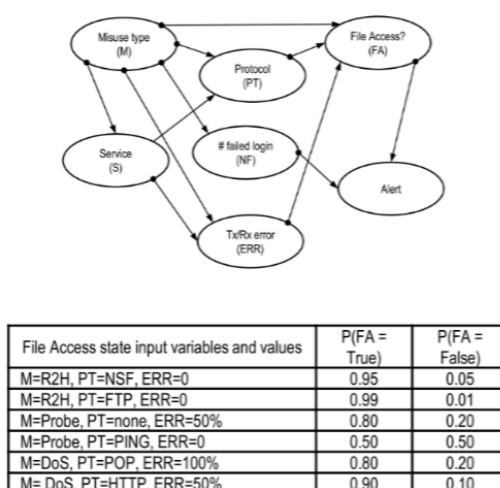 Misuse type
(M)
File Access?
(FA)
Protocol
(PT)
Service
(S)
# failed login
(NF)
Alert
Tx/Rx error
(ERR)
File Access state input variables and values P(FA = True) P(FA = False)
M=R2H, PT=NSF, ERR=0 0.95 0.05
M=R2H, PT=FTP, ERR=0 0.99 0.01
M=Probe, PT=none, ERR=50% 0.80 0.20
M=Probe, PT=PING, ERR=0 0.50 0.50
M=DoS, PT=POP, ERR=100% 0.80 0.20
M= DoS, PT=HTTP, ERR=50% 0.90 0.10